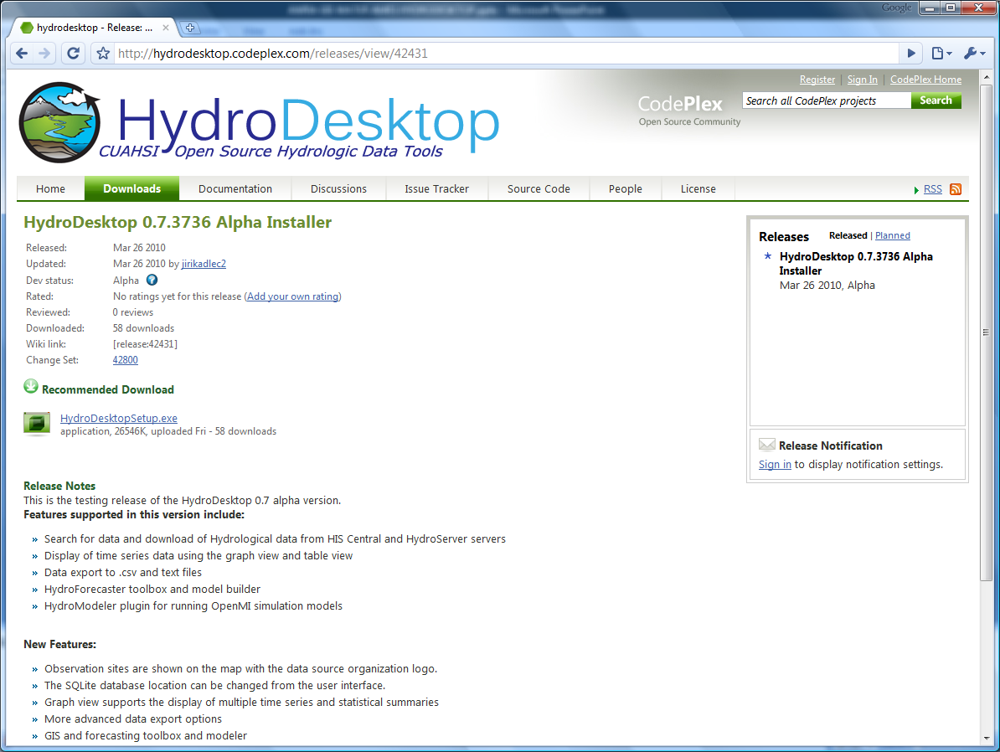 Google
hydrodesktop - Release: ...
http://hydrodesktop.codeplex.com/releases/view/42431
Register | Sign In | CodePlex Home
CodePlex
Open Source Community
Search all CodePlex projects
Search
HydroDesktop
CUAHSI Open Source Hydrologic Data Tools
Home
Downloads
Documentation
Discussions
Issue Tracker
Source Code
People
License
RSS
HydroDesktop 0.7.3736 Alpha Installer
Released: Mar 26 2010
Updated: Mar 26 2010 by jirikadlec2
Dev status: Alpha ?
Rated: No ratings yet for this release (Add your own rating)
Reviewed: 0 reviews
Downloaded: 58 downloads
Wiki link: [release:42431]
Change Set: 42800
Recommended Download
HydroDesktopSetup.exe
application, 26546K, uploaded Fri - 58 downloads
Release Notes
This is the testing release of the HydroDesktop 0.7 alpha version.
Features supported in this version include:
» Search for data and download of Hydrological data from HIS Central and HydroServer servers
» Display of time series data using the graph view and table view
» Data export to .csv and text files
» HydroForecaster toolbox and model builder
» HydroModeler plugin for running OpenMI simulation models
New Features:
» Observation sites are shown on the map with the data source organization logo.
» The SQLite database location can be changed from the user interface.
» Graph view supports the display of multiple time series and statistical summaries
» More advanced data export options
» GIS and forecasting toolbox and modeler
Releases Released | Planned
* HydroDesktop 0.7.3736 Alpha
Installer
Mar 26 2010, Alpha
Release Notification
Sign in to display notification settings.